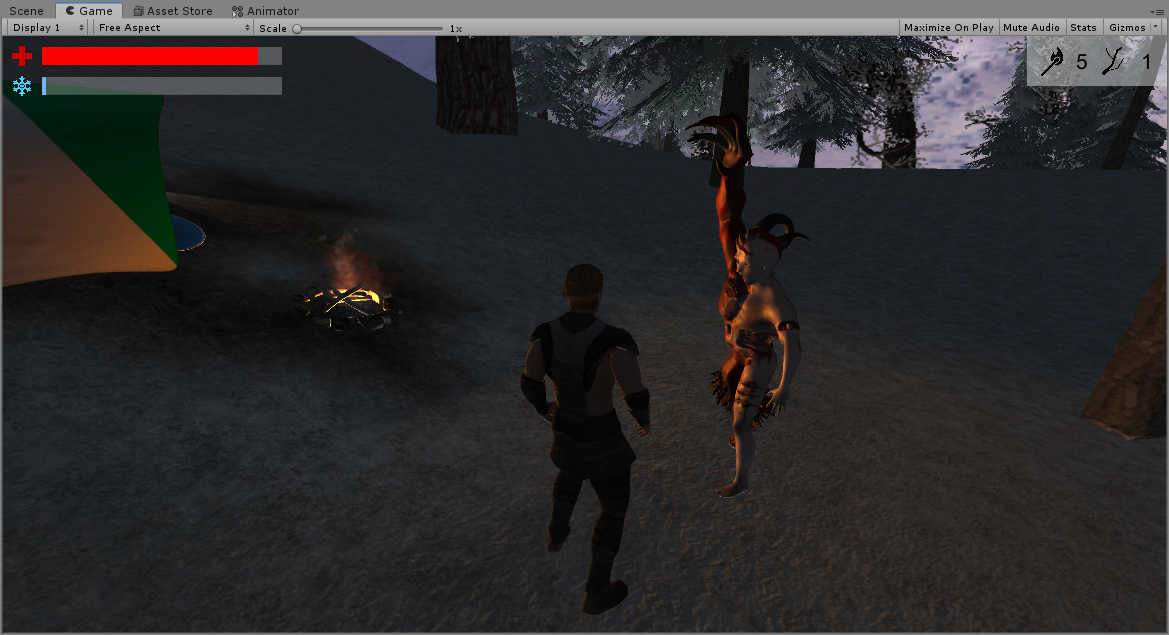 Scene Game Asset Store Animator
Display 1 Free Aspect Scale 1x Maximize On Play Mute Audio Stats Gizmos
5 1